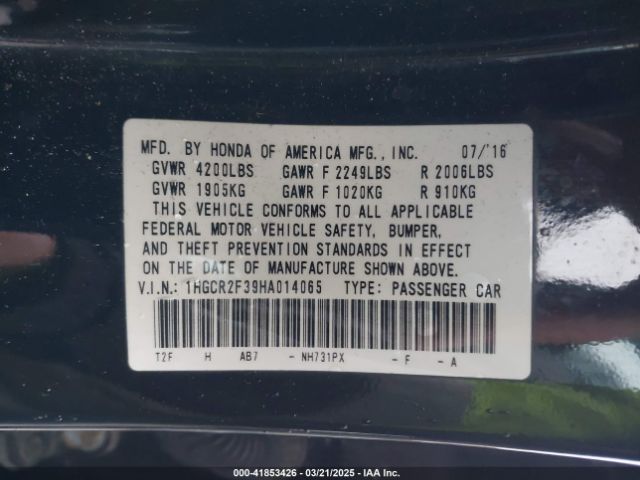 MFD. BY HONDA OF AMERICA MFG., INC. 07/'16
GVWR 4200LBS GAWR F 2249LBS R 2006LBS
GVWR 1905KG GAWR F 1020KG R 910KG
THIS VEHICLE CONFORMS TO ALL APPLICABLE
FEDERAL MOTOR VEHICLE SAFETY, BUMPER,
AND THEFT PREVENTION STANDARDS IN EFFECT
ON THE DATE OF MANUFACTURE SHOWN ABOVE.
V.I.N.: 1HGCR2F39HA014065 TYPE: PASSENGER CAR
T2F H AB7 - NH731PX - F - A
000-41853426 - 03/21/2025 - IAA Inc.